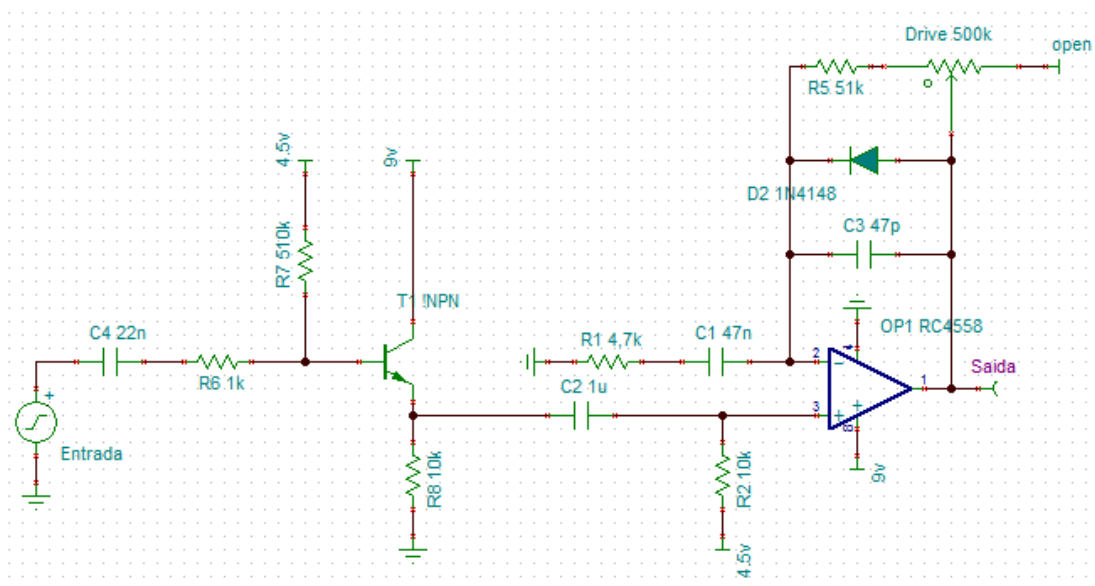 Drive 500k
open
R5 51k
4.5v
9v
D2 1N4148
R7 510k
C3 47p
T1 !NPN
OP1 RC4558
C4 22n
R1 4,7k
C1 47n
4
2
Saida
R6 1k
C2 1u
1
+
3
+
+
8
Entrada
R8 10k
R2 10k
9v
4.5v